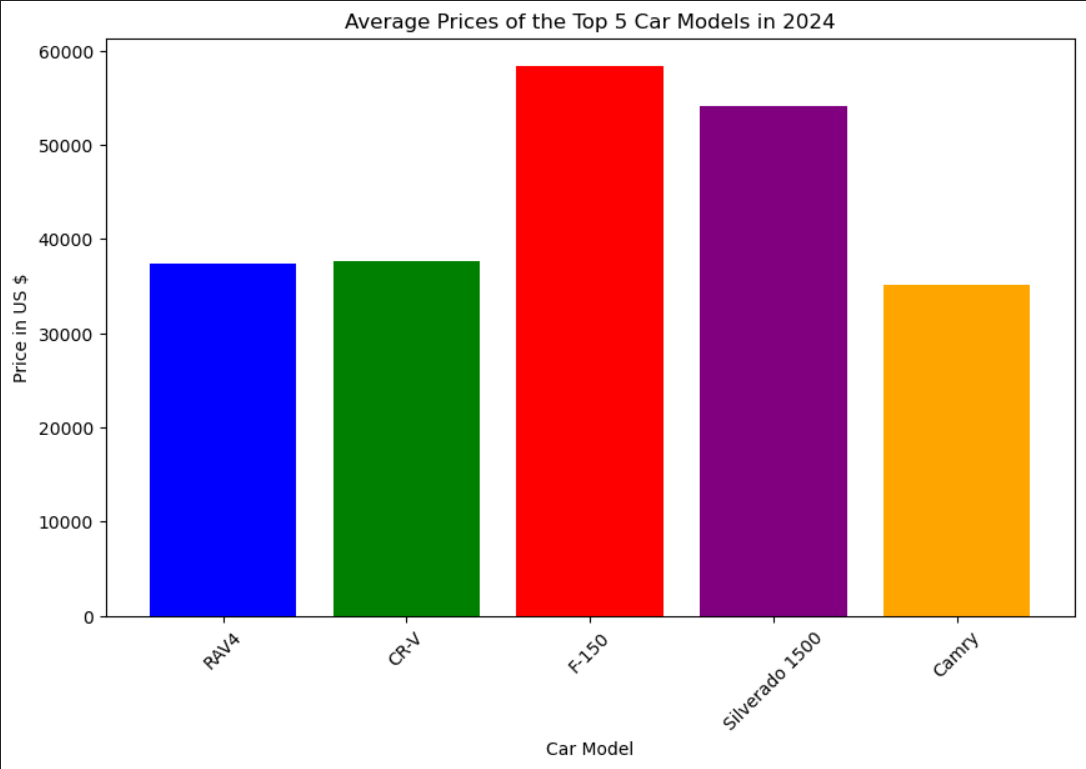 Average Prices of the Top 5 Car Models in 2024
60000
50000
40000
30000
20000
10000
0
Price in US $
RAV4
CR-V
F-150
Silverado 1500
Camry
Car Model